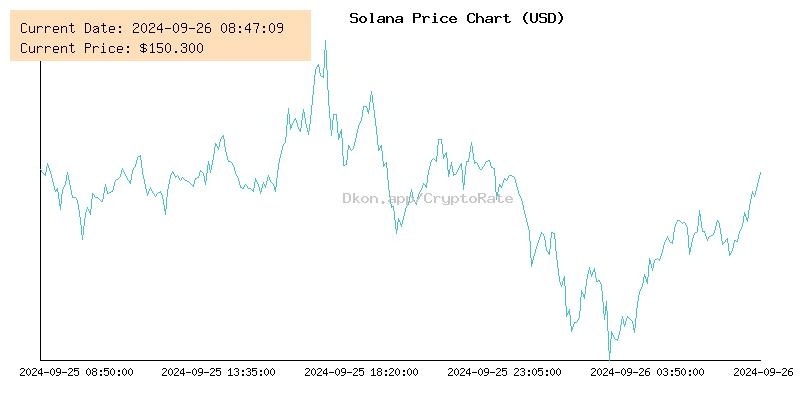 Solana Price Chart (USD)
Current Date: 2024-09-26 08:47:09
Current Price: $150.300
Dkon.app/CryptoRate
2024-09-25 08:50:00
2024-09-25 13:35:00
2024-09-25 18:20:00
2024-09-25 23:05:00
2024-09-26 03:50:00
2024-09-26